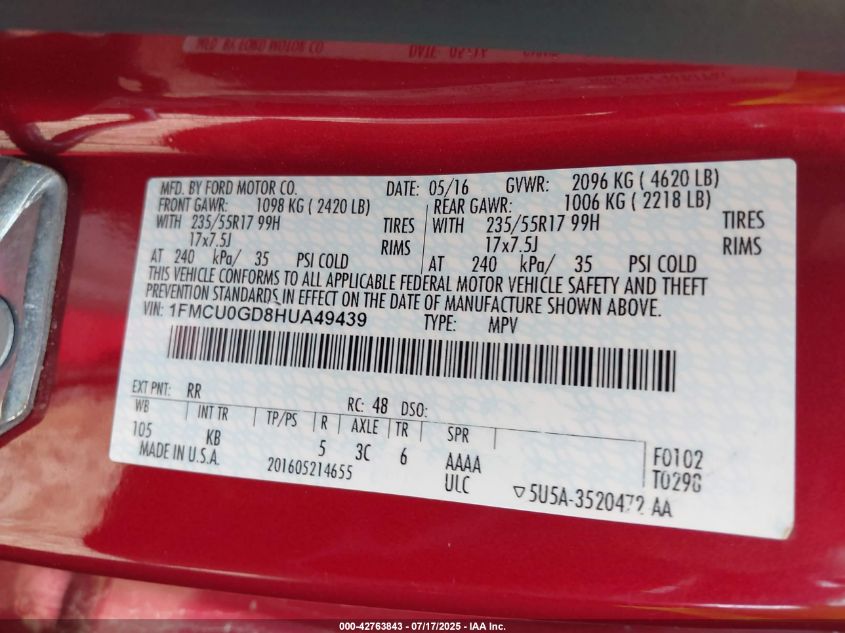 MFD. BY FORD MOTOR CO.
MFD. BY FORD MOTOR CO. DATE: 05/16 GVWR: 2096 KG ( 4620 LB)
FRONT GAWR: 1098 KG ( 2420 LB) REAR GAWR: 1006 KG ( 2218 LB)
WITH 235/55R17 99H TIRES WITH 235/55R17 99H TIRES
17x7.5J RIMS 17x7.5J RIMS
AT 240 kPa/ 35 PSI COLD AT 240 kPa/ 35 PSI COLD
THIS VEHICLE CONFORMS TO ALL APPLICABLE FEDERAL MOTOR VEHICLE SAFETY AND THEFT
PREVENTION STANDARDS IN EFFECT ON THE DATE OF MANUFACTURE SHOWN ABOVE.
VIN: 1FMCU0GD8HUA49439 TYPE: MPV
EXT PNT: RR RC: 48 DSO:
WB INT TR TP/PS R AXLE TR SPR
105 KB 5 3C 6 AAAA F0102
MADE IN U.S.A. 201605214655 ULC T0298
▽5U5A-3520472 AA
000-42763843 / 07/17/2025 - IAA Inc.